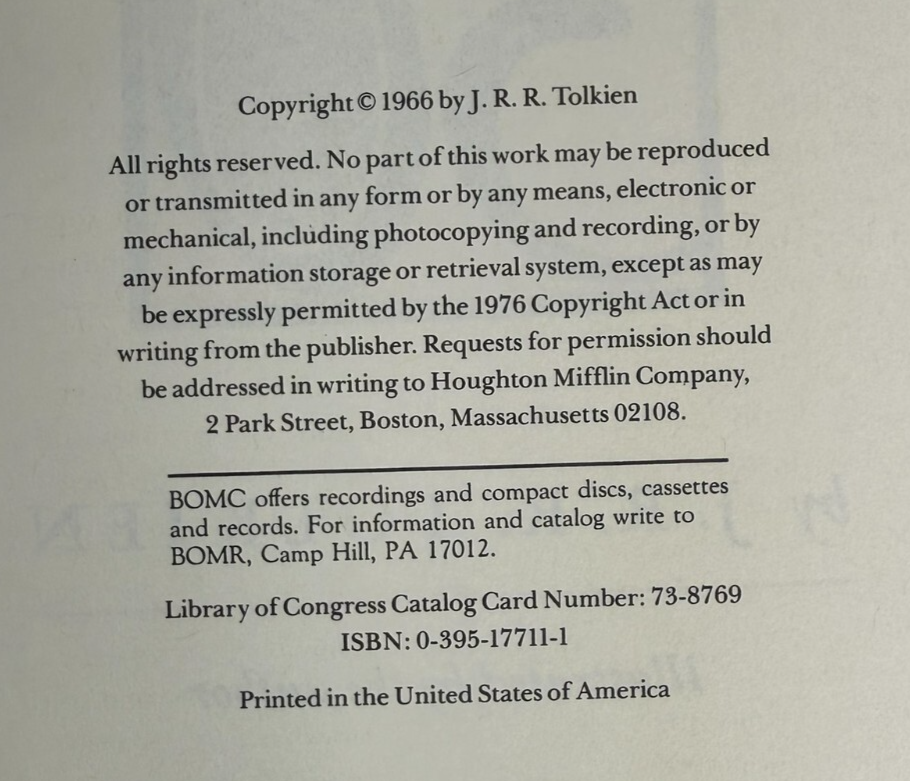 Copyright © 1966 by J. R. R. Tolkien
All rights reserved. No part of this work may be reproduced
or transmitted in any form or by any means, electronic or
mechanical, including photocopying and recording, or by
any information storage or retrieval system, except as may
be expressly permitted by the 1976 Copyright Act or in
writing from the publisher. Requests for permission should
be addressed in writing to Houghton Mifflin Company,
2 Park Street, Boston, Massachusetts 02108.
BOMC offers recordings and compact discs, cassettes
and records. For information and catalog write to
BOMR, Camp Hill, PA 17012.
Library of Congress Catalog Card Number: 73-8769
ISBN: 0-395-17711-1
Printed in the United States of America